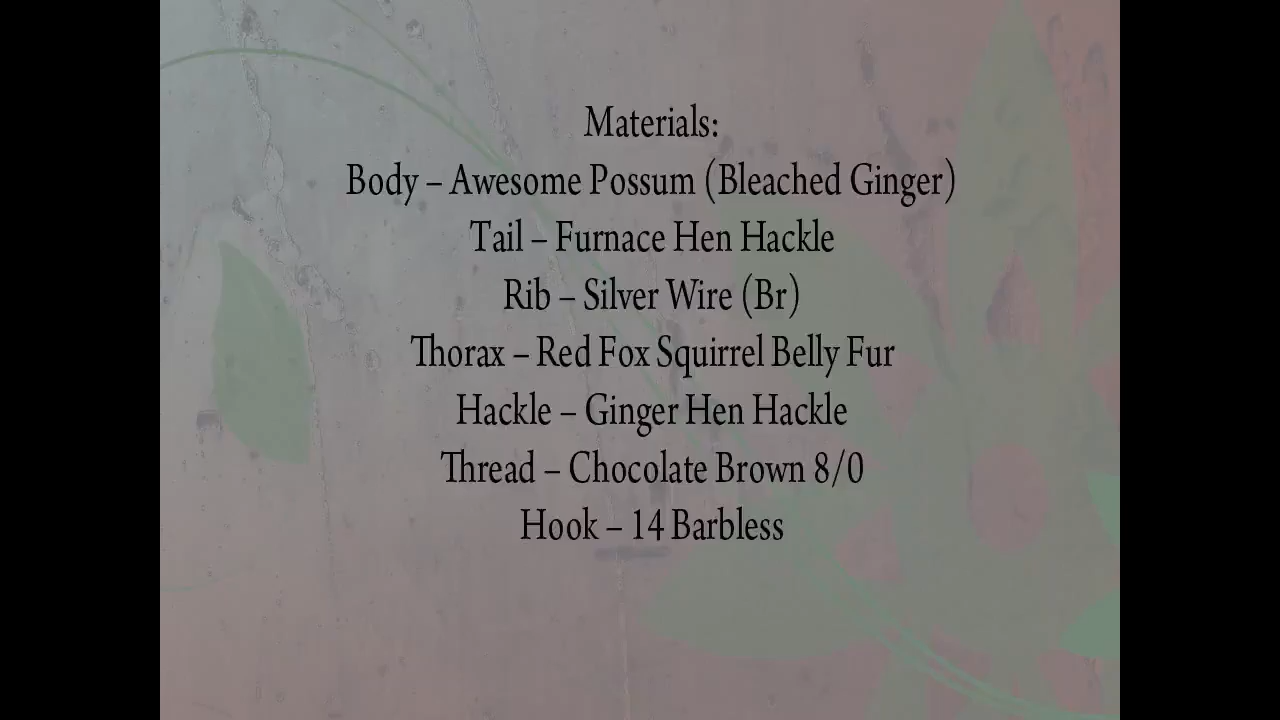 Materials:
Body – Awesome Possum (Bleached Ginger)
Tail – Furnace Hen Hackle
Rib – Silver Wire (Br)
Thorax – Red Fox Squirrel Belly Fur
Hackle – Ginger Hen Hackle
Thread – Chocolate Brown 8/0
Hook – 14 Barbless